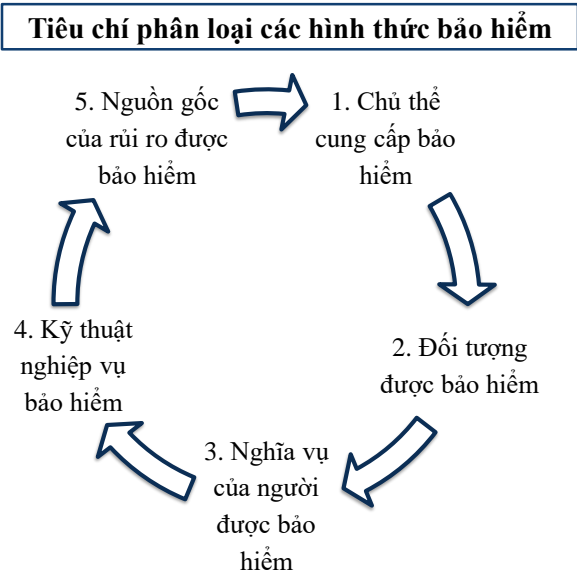 Tiêu chí phân loại các hình thức bảo hiểm
1. Chủ thể
cung cấp bảo
hiểm
2. Đối tượng
được bảo hiểm
3. Nghĩa vụ
của người
được bảo
hiểm
4. Kỹ thuật
nghiệp vụ
bảo hiểm
5. Nguồn gốc
của rủi ro được
bảo hiểm